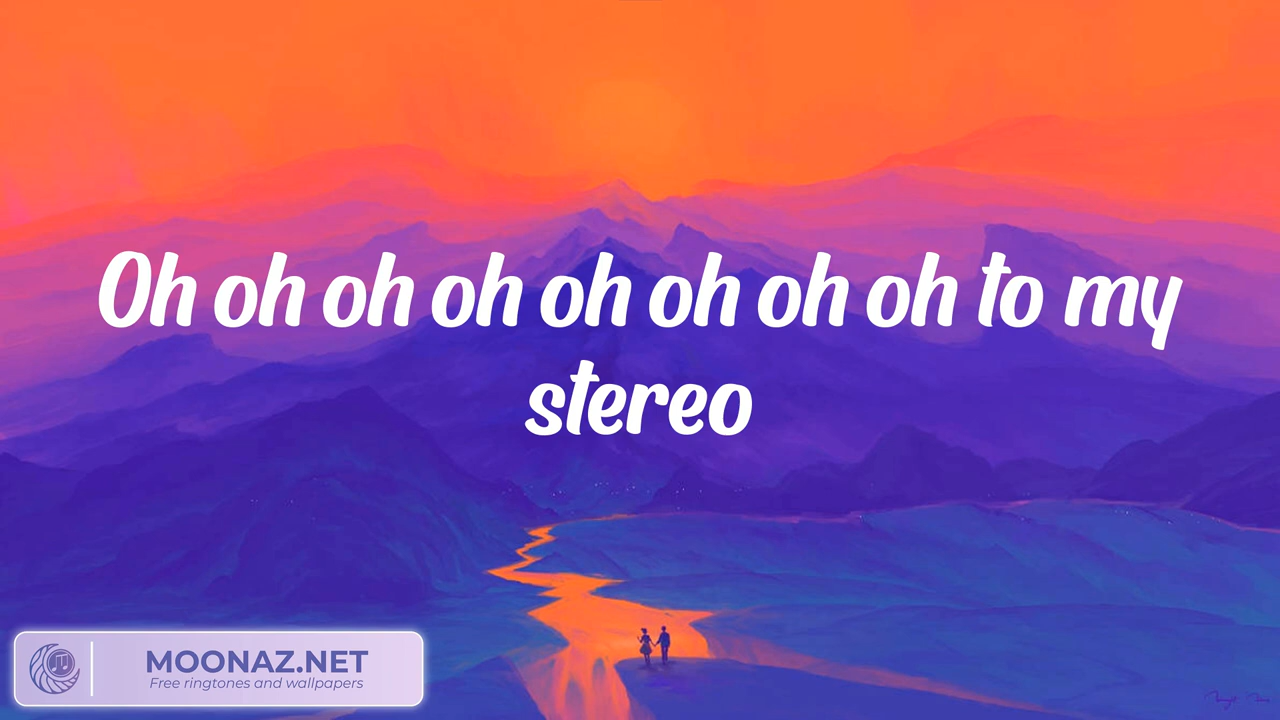 Oh oh oh oh oh oh oh oh to my
stereo
MOONAZ.NET
Free ringtones and wallpapers